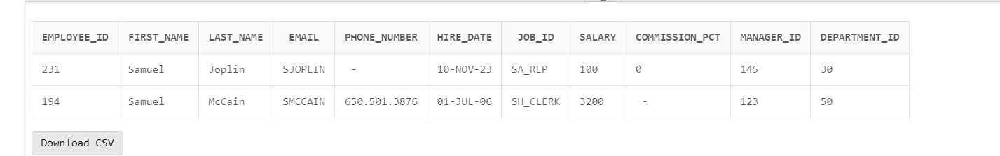 EMPLOYEE_ID FIRST_NAME LAST_NAME EMAIL PHONE_NUMBER HIRE_DATE JOB_ID SALARY COMMISSION_PCT MANAGER_ID DEPARTMENT_ID
231 Samuel Joplin SJOPLIN - 10-NOV-23 SA_REP 100 0 145 30
194 Samuel McCain SMCCAIN 650.501.3876 01-JUL-06 SH_CLERK 3200 - 123 50
Download CSV